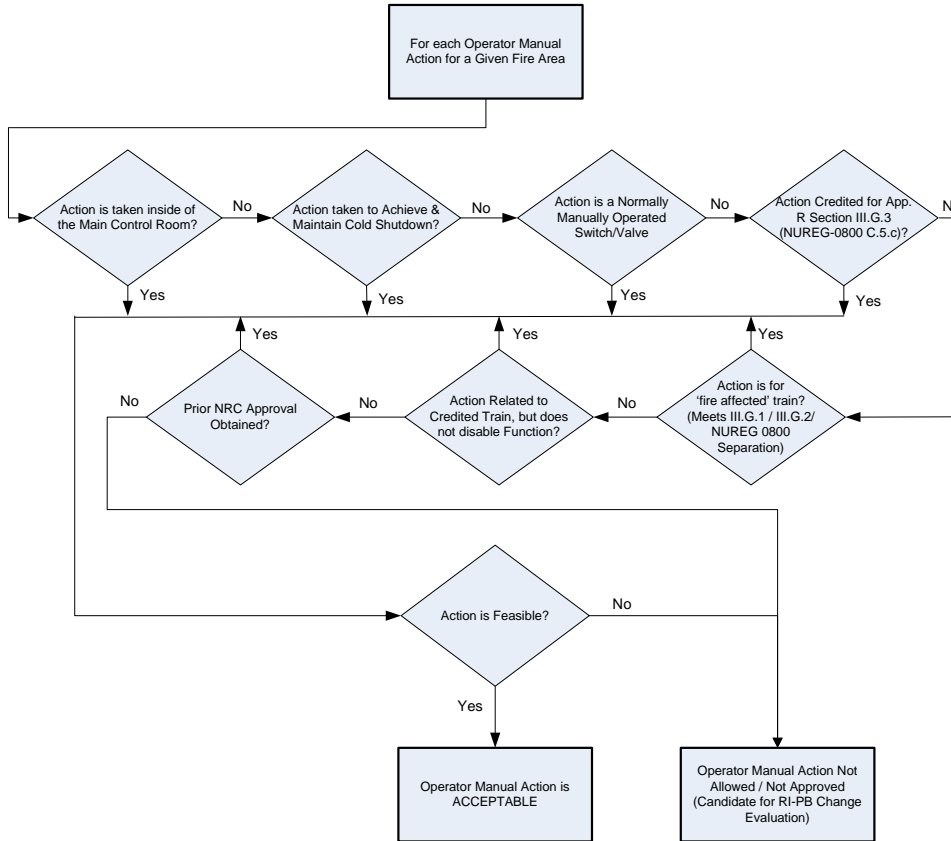 For each Operator Manual
Action for a Given Fire Area
Action is taken inside of
the Main Control Room?
No
Action taken to Achieve &
Maintain Cold Shutdown?
No
Action is a Normally
Manually Operated
Switch/Valve
No
Action Credited for App.
R Section III.G.3
(NUREG-0800 C.5.c)?
Yes
Yes
Yes
Yes
Yes
Yes
Yes
No
Prior NRC Approval
Obtained?
No
Action Related to
Credited Train, but does
not disable Function?
No
Action is for
'fire affected' train?
(Meets III.G.1 / III.G.2/
NUREG 0800
Separation)
Action is Feasible?
No
Yes
Operator Manual Action is
ACCEPTABLE
Operator Manual Action Not
Allowed / Not Approved
(Candidate for RI-PB Change
Evaluation)